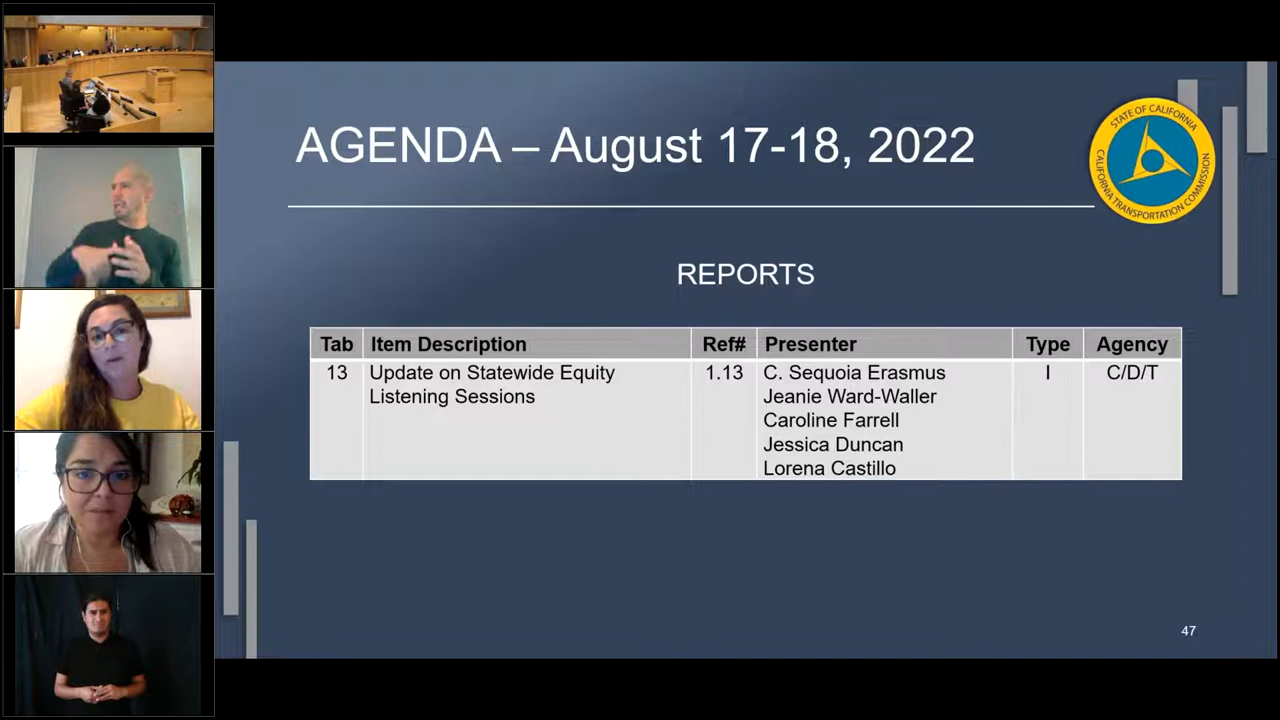 AGENDA – August 17-18, 2022
STATE OF CALIFORNIA
CALIFORNIA TRANSPORTATION COMMISSION
REPORTS
Tab Item Description Ref# Presenter Type Agency
13 Update on Statewide Equity 1.13 C. Sequoia Erasmus I C/D/T
Listening Sessions Jeanie Ward-Waller
Caroline Farrell
Jessica Duncan
Lorena Castillo
47